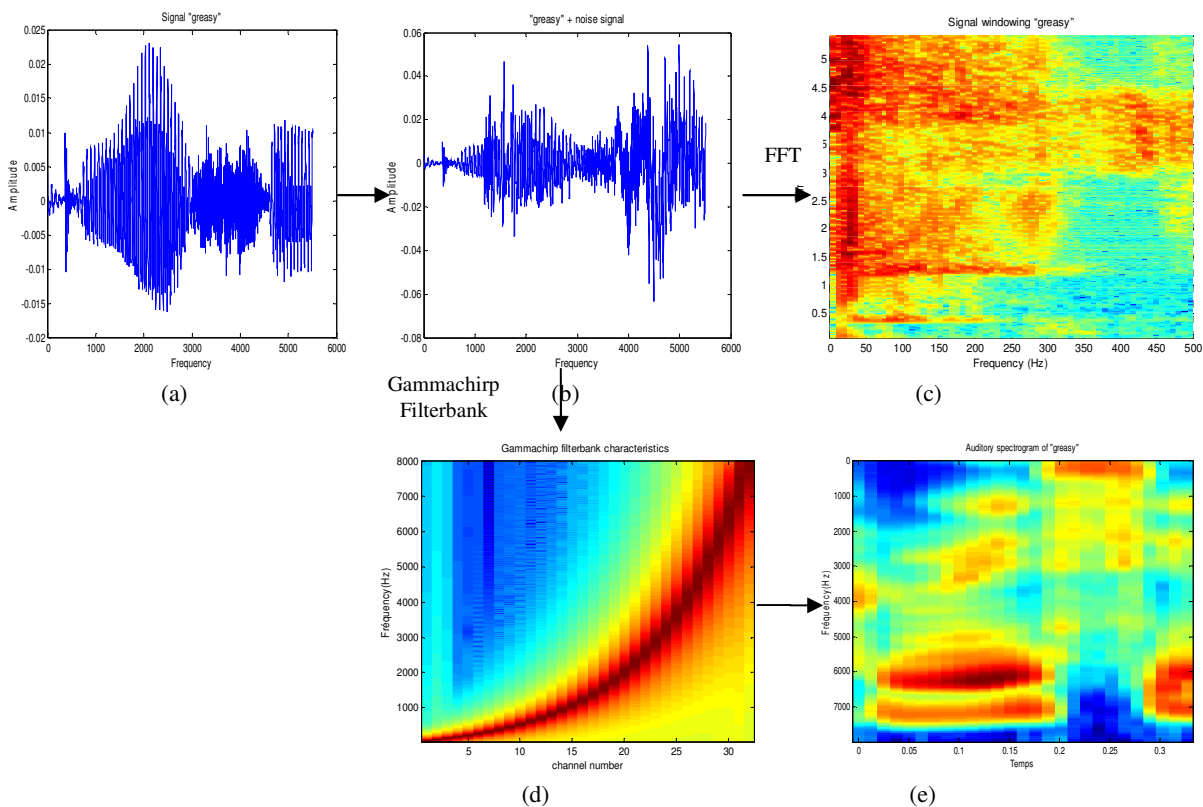 Signal "greasy"
0.025
0.02
0.015
0.01
0.005
0
-0.005
-0.01
-0.015
-0.02
Amplitude
0 1000 2000 3000 4000 5000 6000
Frequency
(a)
"greasy" + noise signal
0.06
0.04
0.02
0
-0.02
-0.04
-0.06
-0.08
Amplitude
0 1000 2000 3000 4000 5000 6000
Frequency
(b)
FFT
Signal windowing "greasy"
5
4.5
4
3.5
3
2.5
2
1.5
1
0.5
0 50 100 150 200 250 300 350 400 450 500
Frequency (Hz)
(c)
Gammachirp
Filterbank
Gammachirp filterbank characteristics
8000
7000
6000
5000
4000
3000
2000
1000
Fréquency(Hz)
5 10 15 20 25 30
channel number
(d)
Auditory spectrogram of "greasy"
0
1000
2000
3000
4000
5000
6000
7000
Fréquency(Hz)
0 0.05 0.1 0.15 0.2 0.25 0.3
Temps
(e)